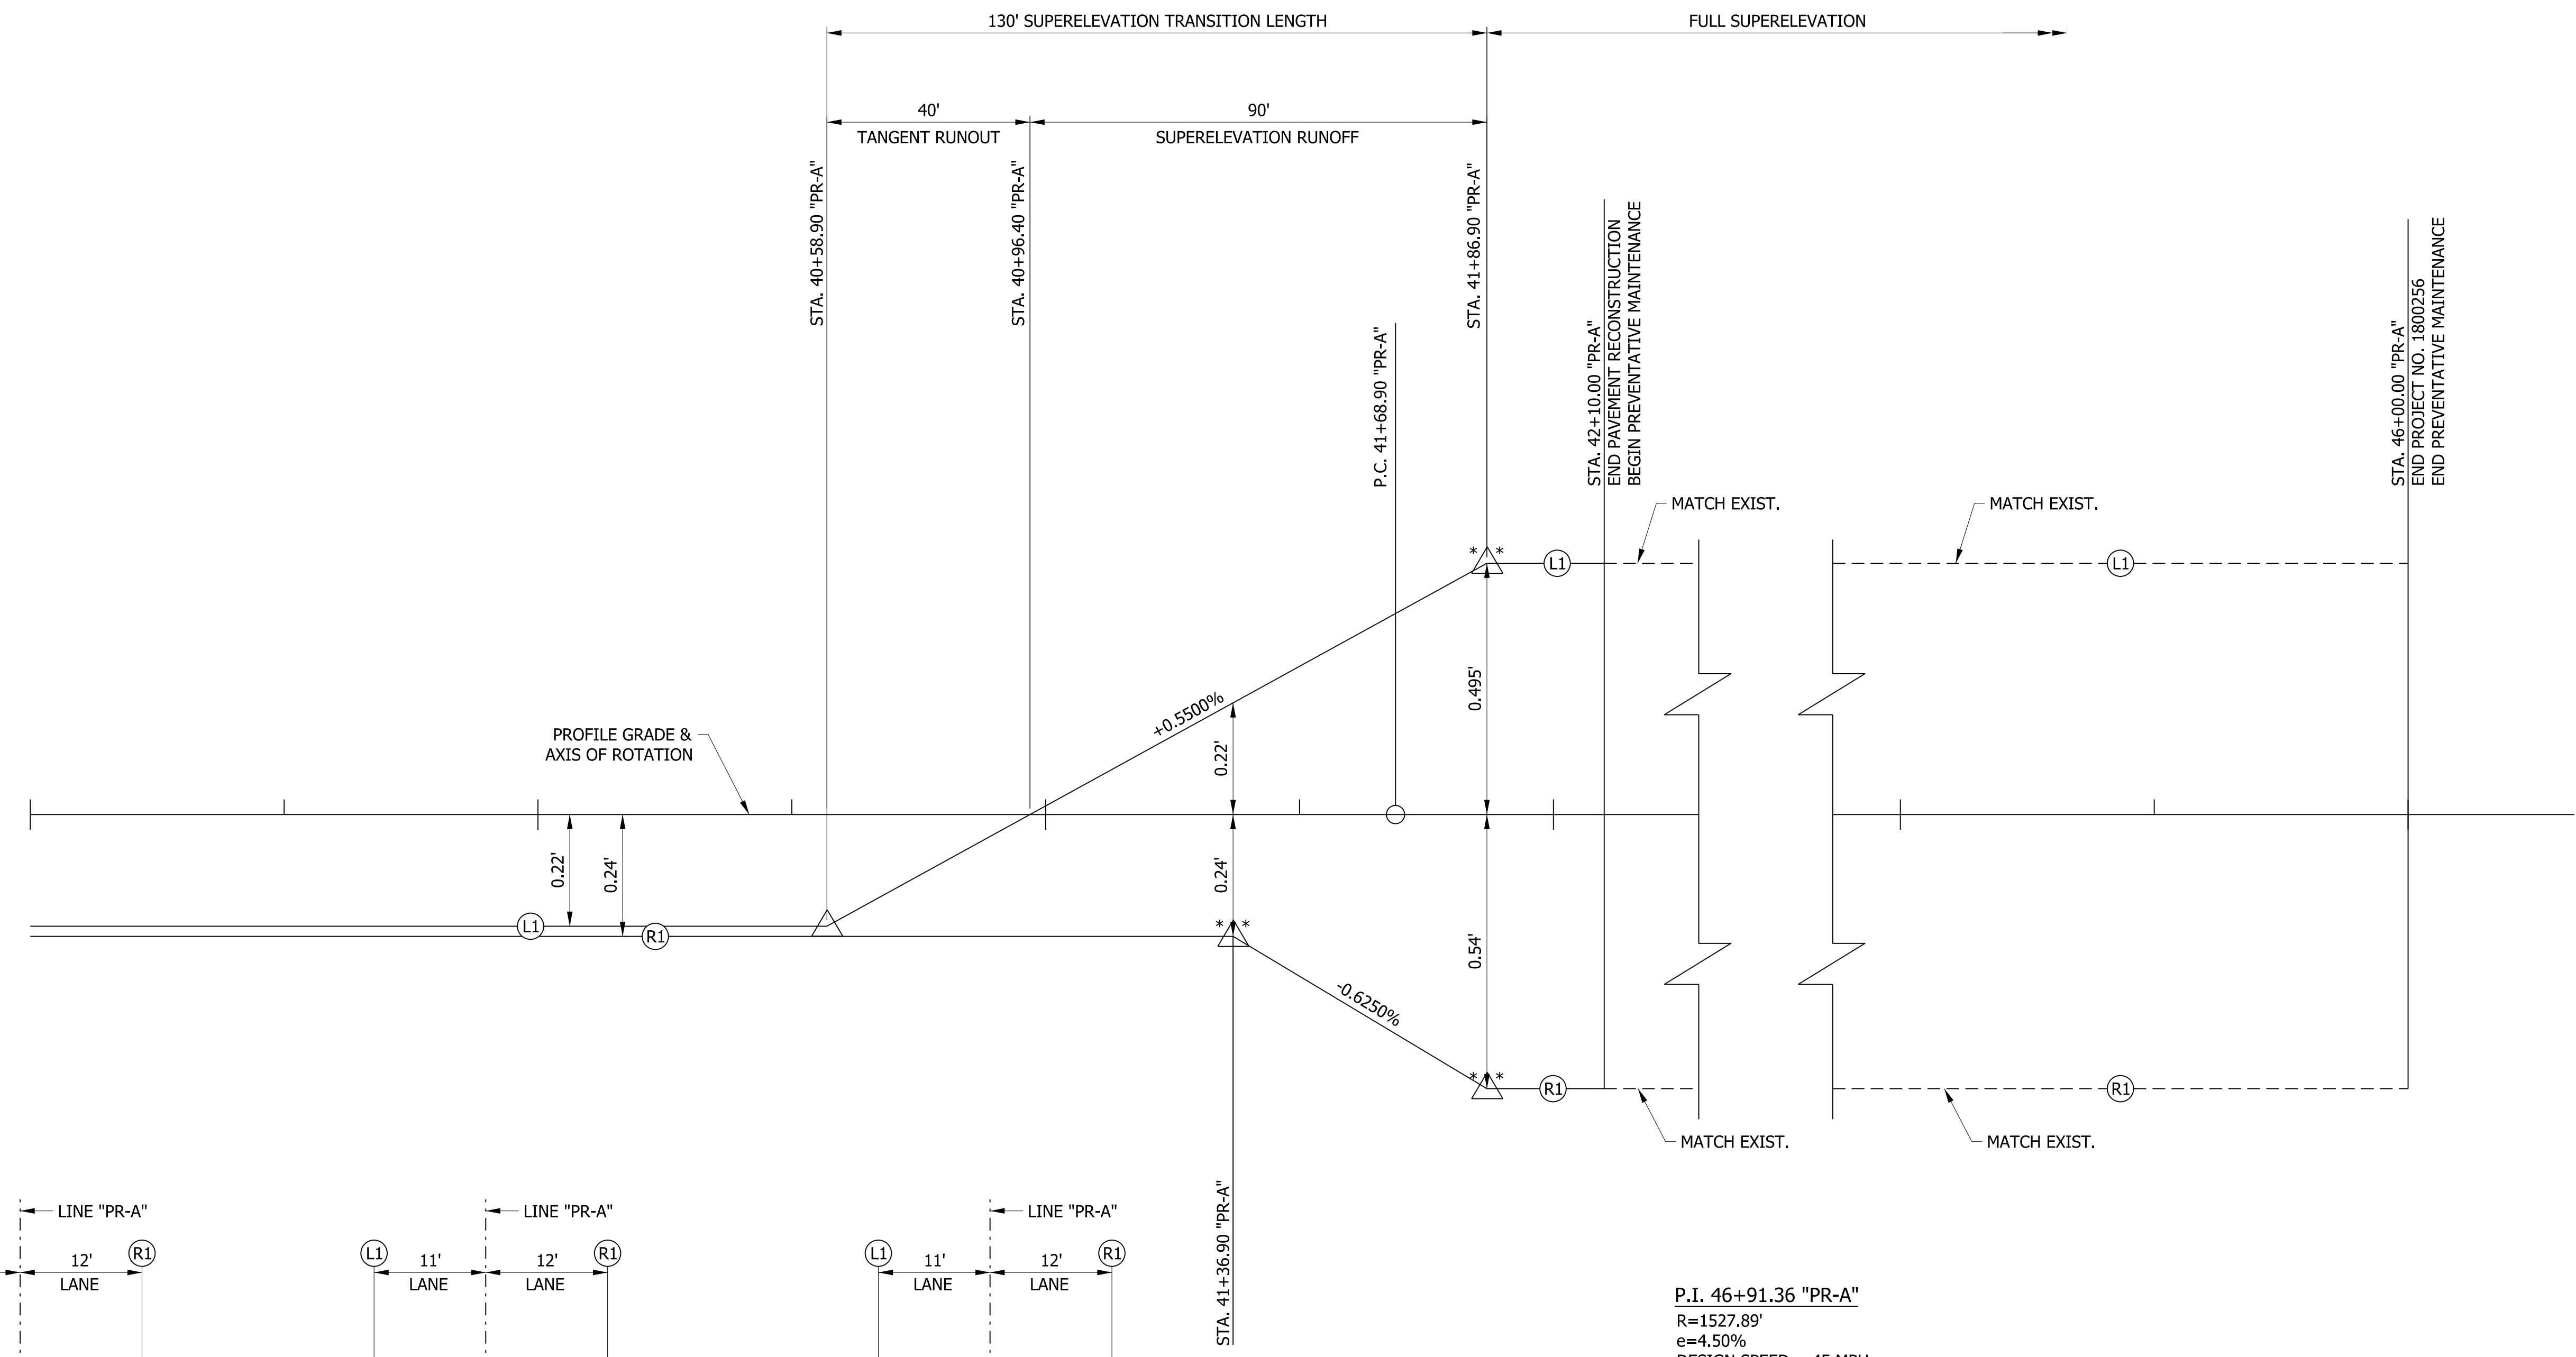 130' SUPERELEVATION TRANSITION LENGTH
FULL SUPERELEVATION
40'
TANGENT RUNOUT
90'
SUPERELEVATION RUNOFF
STA. 40+58.90 "PR-A"
STA. 40+96.40 "PR-A"
STA. 41+86.90 "PR-A"
P.C. 41+68.90 "PR-A"
STA. 42+10.00 "PR-A"
END PAVEMENT RECONSTRUCTION
BEGIN PREVENTATIVE MAINTENANCE
STA. 46+00.00 "PR-A"
END PROJECT NO. 1800256
END PREVENTATIVE MAINTENANCE
MATCH EXIST.
MATCH EXIST.
* *
L1
L1
0.495'
+0.5500%
0.22'
PROFILE GRADE &
AXIS OF ROTATION
0.22'
0.24'
0.24'
L1
R1
* *
0.54'
-0.6250%
* *
R1
R1
MATCH EXIST.
MATCH EXIST.
STA. 41+36.90 "PR-A"
LINE "PR-A"
12'
LANE
R1
LINE "PR-A"
L1
11'
LANE
12'
LANE
R1
LINE "PR-A"
L1
11'
LANE
12'
LANE
R1
P.I. 46+91.36 "PR-A"
R=1527.89'
e=4.50%
DESIGN SPEED = 45 MPH